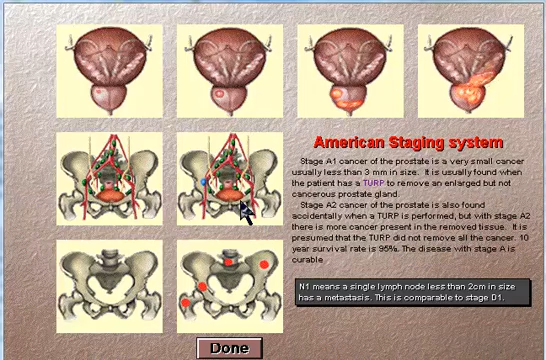 American Staging system
Stage A1 cancer of the prostate is a very small cancer
usually less than 3 mm in size. It is usually found when
the patient has a TURP to remove an enlarged but not
cancerous prostate gland.
Stage A2 cancer of the prostate is also found
accidentally when a TURP is performed, but with stage A2
there is more cancer present in the removed tissue. It is
presumed that the TURP did not remove all the cancer. 10
year survival rate is 95%. The disease with stage A is
curable
N1 means a single lymph node less than 2cm in size
has a metastasis. This is comparable to stage D1.
Done